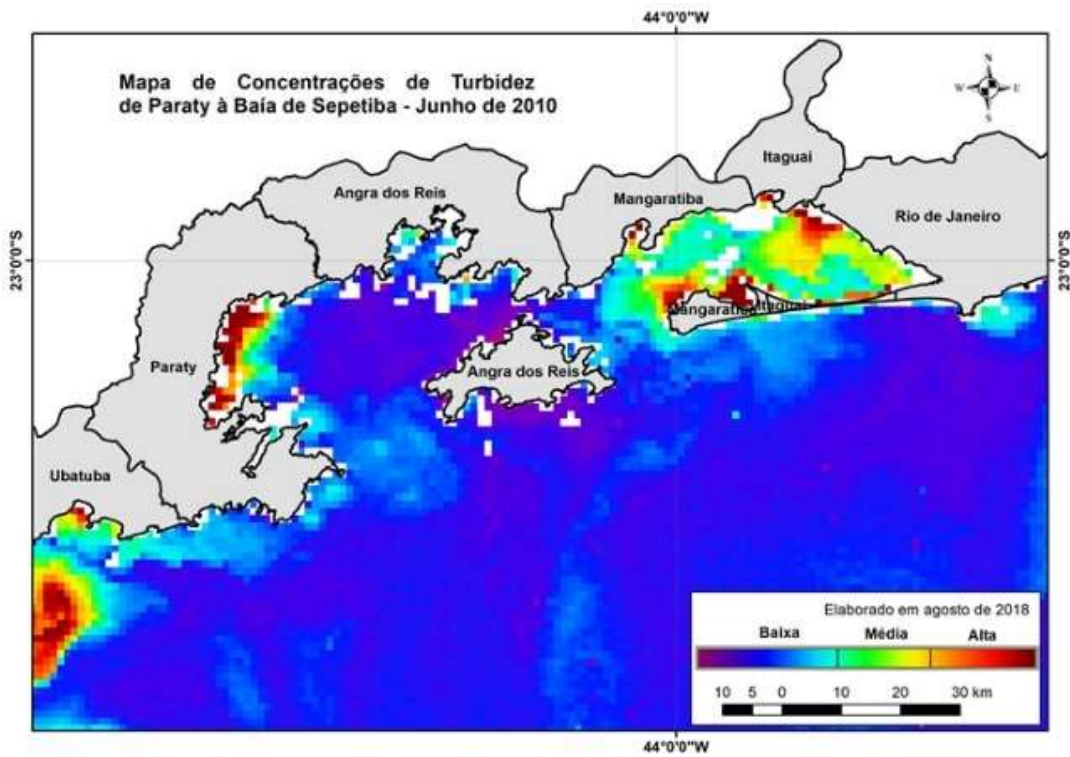 44°0'0"W
Mapa de Concentrações de Turbidez
de Paraty à Baía de Sepetiba - Junho de 2010
N
W E
S
Itaguai
Angra dos Reis
Mangaratiba
Rio de Janeiro
23°0'0"S
23°0'0"S
Mangaratiba
Itaguai
Paraty
Angra dos Reis
Ubatuba
Elaborado em agosto de 2018
Baixa Média Alta
10 5 0 10 20 30 km
44°0'0"W